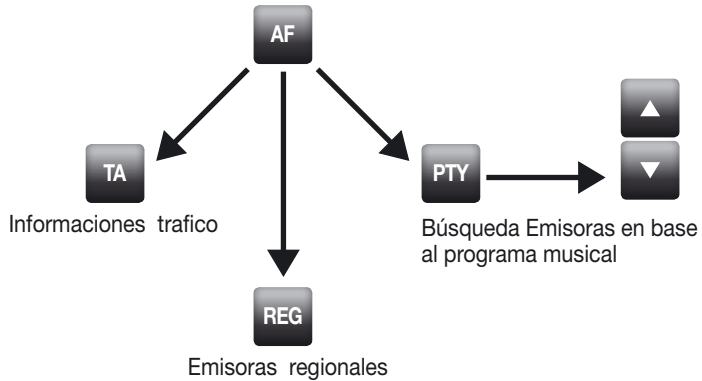 AF
TA
PTY
Informaciones trafico
Búsqueda Emisoras en base
al programa musical
REG
Emisoras regionales